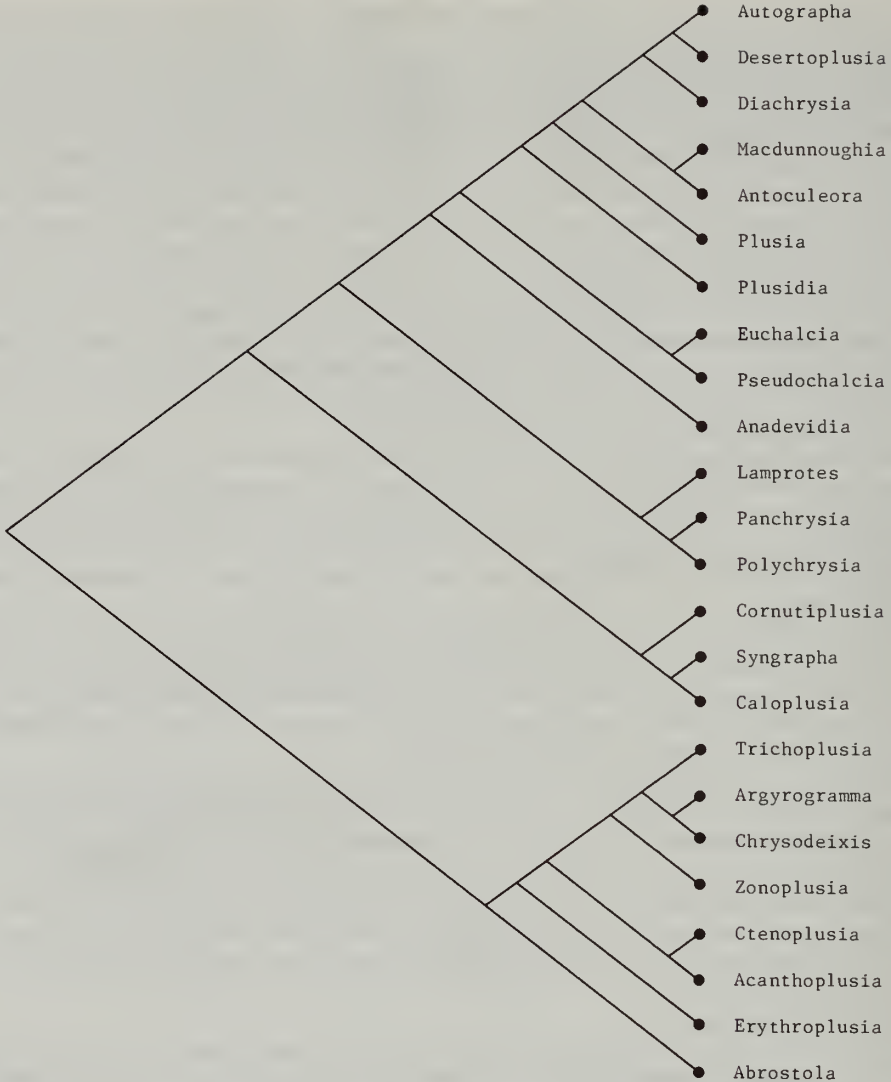 Autographa
Desertoplusia
Diachrysia
Macdunnoughia
Antoculeora
Plusia
Plusidia
Euchalcia
Pseudochalcia
Anadevidia
Lamprotes
Panchrysia
Polychrysia
Cornutiplusia
Syngrapha
Caloplusia
Trichoplusia
Argyrogramma
Chrysodeixis
Zonoplusia
Ctenoplusia
Acanthoplusia
Erythroplusia
Abrostola